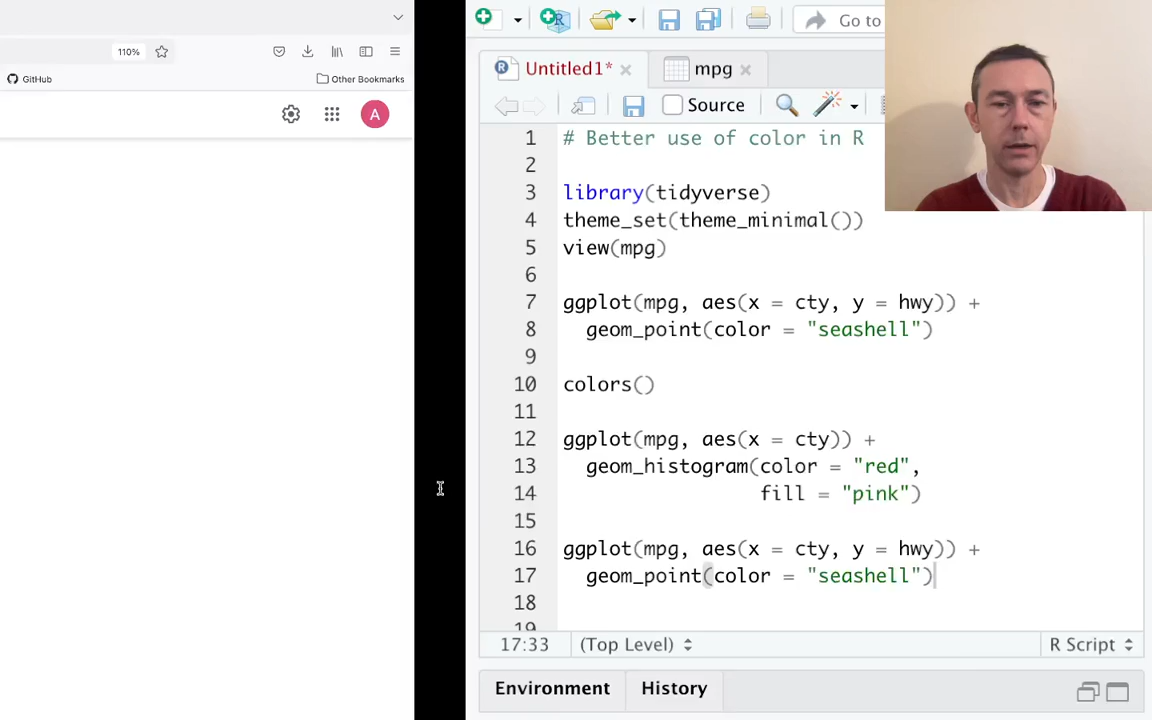 110%
GitHub
Other Bookmarks
A
Go to
Untitled1*
mpg
Source
1 # Better use of color in R
2
3 library(tidyverse)
4 theme_set(theme_minimal())
5 view(mpg)
6
7 ggplot(mpg, aes(x = cty, y = hwy)) +
8 geom_point(color = "seashell")
9
10 colors()
11
12 ggplot(mpg, aes(x = cty)) +
13 geom_histogram(color = "red",
14 fill = "pink")
15
16 ggplot(mpg, aes(x = cty, y = hwy)) +
17 geom_point(color = "seashell")
18
19
17:33 (Top Level) R Script
Environment History